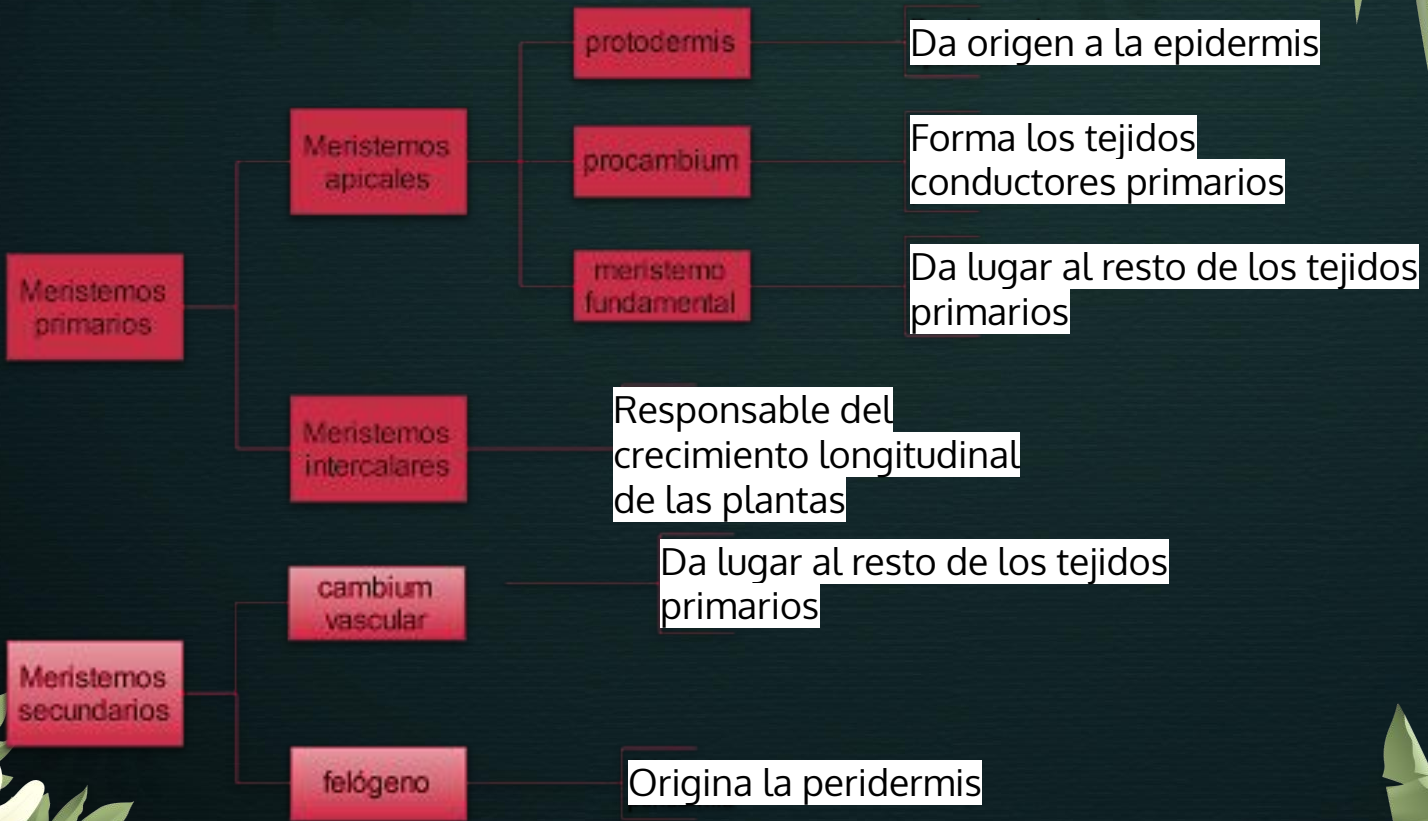 protodermis
Da origen a la epidermis
Meristemos
apicales
procambium
Forma los tejidos
conductores primarios
meristemo
fundamental
Da lugar al resto de los tejidos
primarios
Meristemos
primarios
Meristemos
intercalares
Responsable del
crecimiento longitudinal
de las plantas
cambium
vascular
Da lugar al resto de los tejidos
primarios
Meristemos
secundarios
felógeno
Origina la peridermis